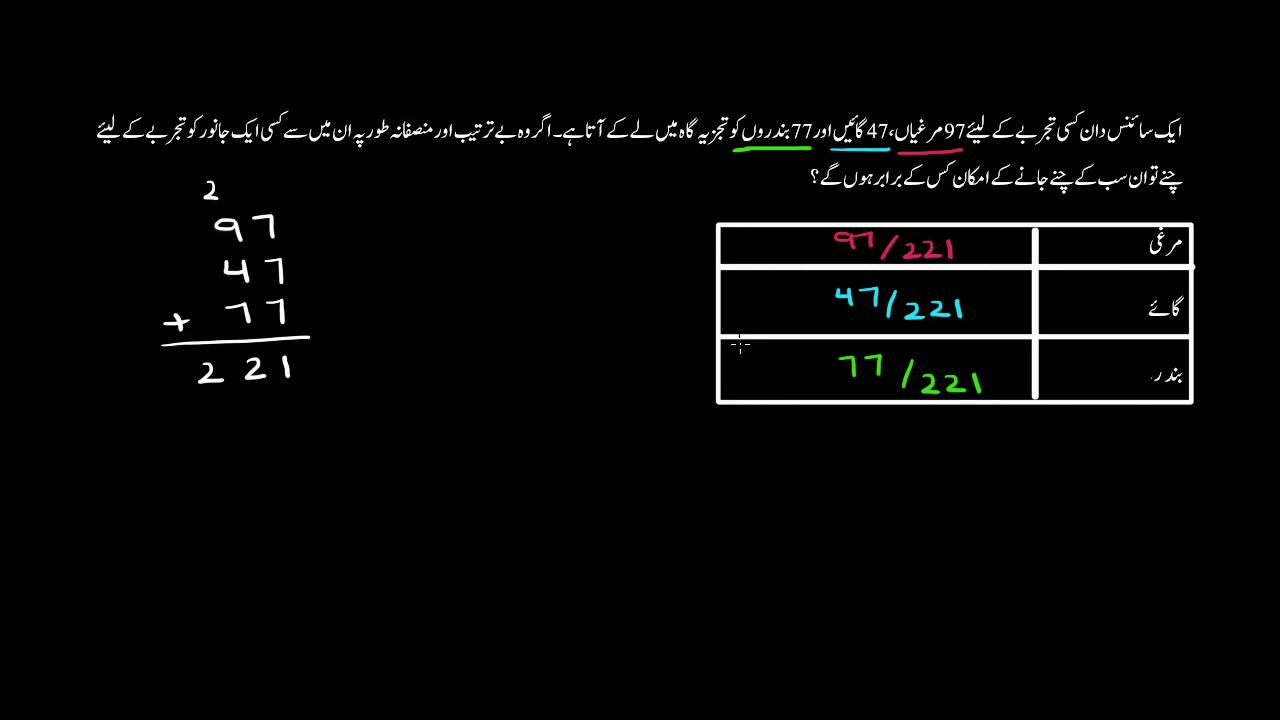 ایک سائنس دان کسی تجربے کے لیئے 97 مرغیاں، 47 گائیں اور 77 بندروں کو تجزیہ گاہ میں لے کے آتا ہے۔ اگر وہ بے ترتیب اور منصفانہ طور پہ ان میں سے کسی ایک جانور کو تجربے کے لیئے
چنے تو ان سب کے چنے جانے کے امکان کس کے برابر ہوں گے؟
2
97
47
+ 77
221
مرغی 97/221
گائے 47/221
بندر 77/221